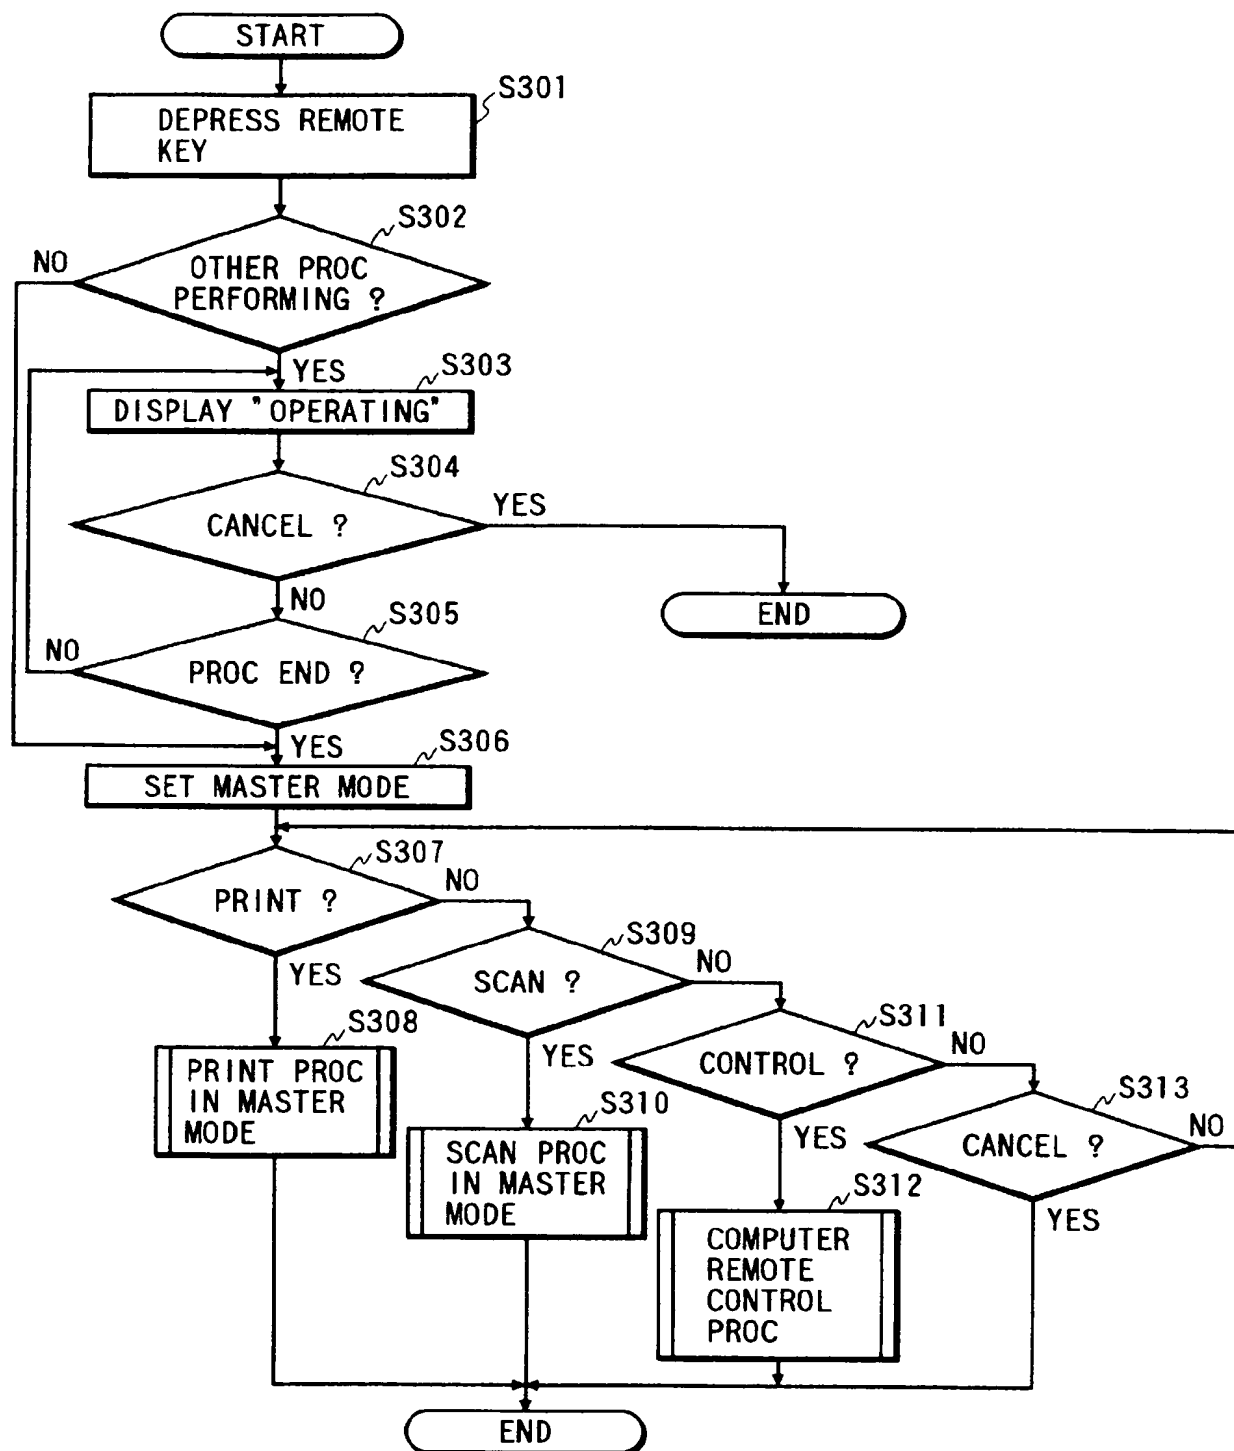 START
S301
DEPRESS REMOTE
KEY
S302
NO
OTHER PROC
PERFORMING ?
YES
S303
DISPLAY "OPERATING"
S304
CANCEL ?
YES
NO
END
S305
NO
PROC END ?
YES
S306
SET MASTER MODE
S307
PRINT ?
NO
YES
S309
SCAN ?
NO
YES
S308
PRINT PROC
IN MASTER
MODE
S311
CONTROL ?
NO
YES
S310
SCAN PROC
IN MASTER
MODE
S313
CANCEL ?
NO
YES
S312
COMPUTER
REMOTE
CONTROL
PROC
END